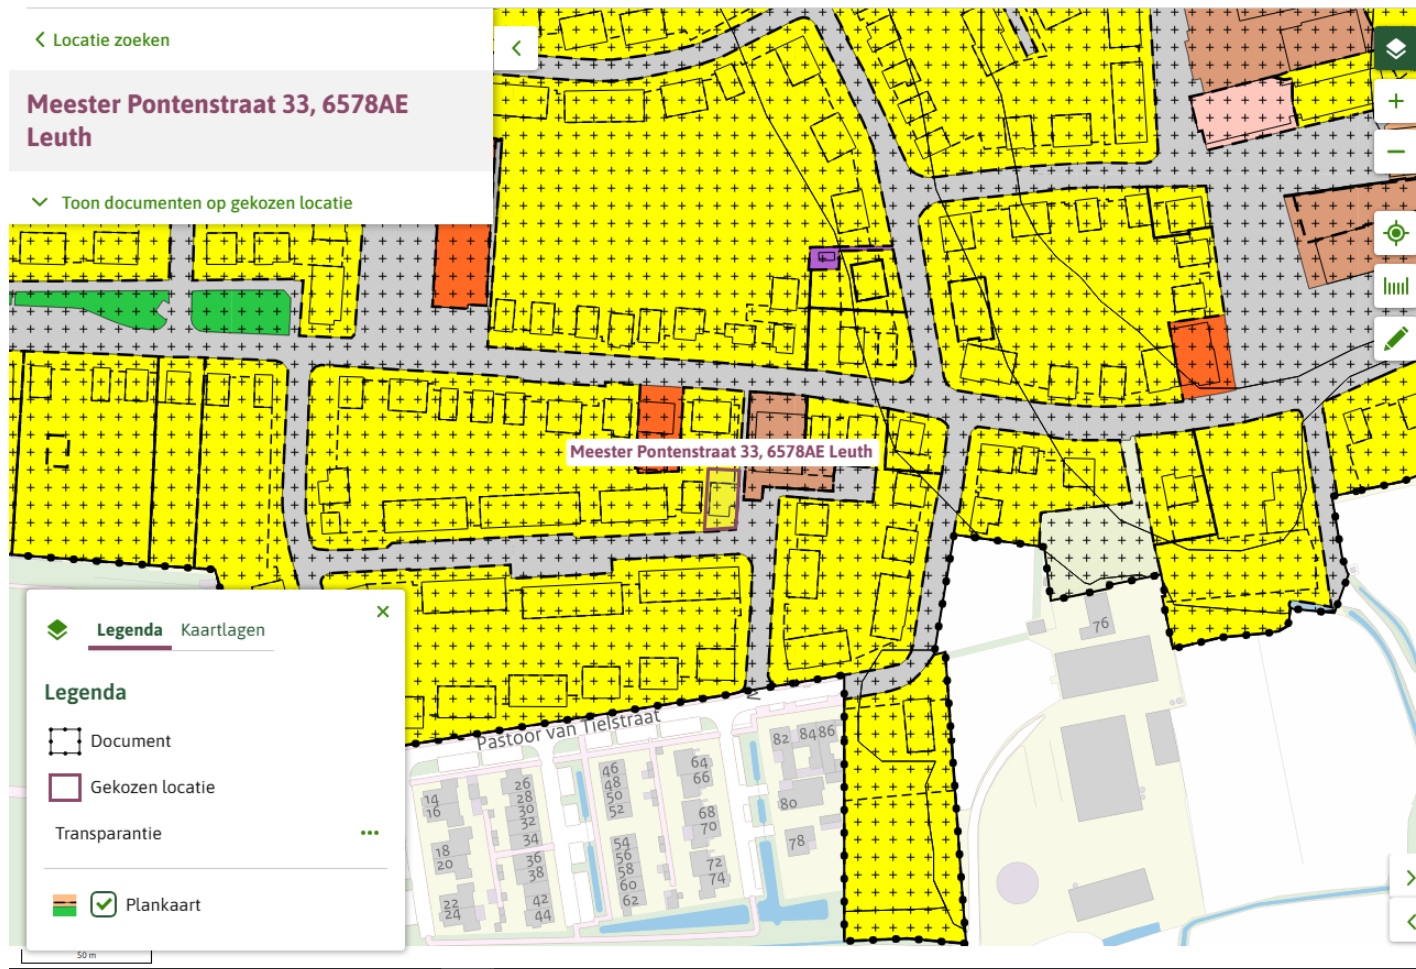 Locatie zoeken
Meester Pontenstraat 33, 6578AE
Leuth
Toon documenten op gekozen locatie
Meester Pontenstraat 33, 6578AE Leuth
Legenda Kaartlagen
Legenda
Document
Gekozen locatie
Transparantie
Plankaart
50 m
Pastoor van Tielstraat
76
14
16
18
20
22
24
26
28
30
32
34
36
38
42
44
46
48
50
52
54
56
58
60
62
64
66
68
70
72
74
82 84 86
80
78